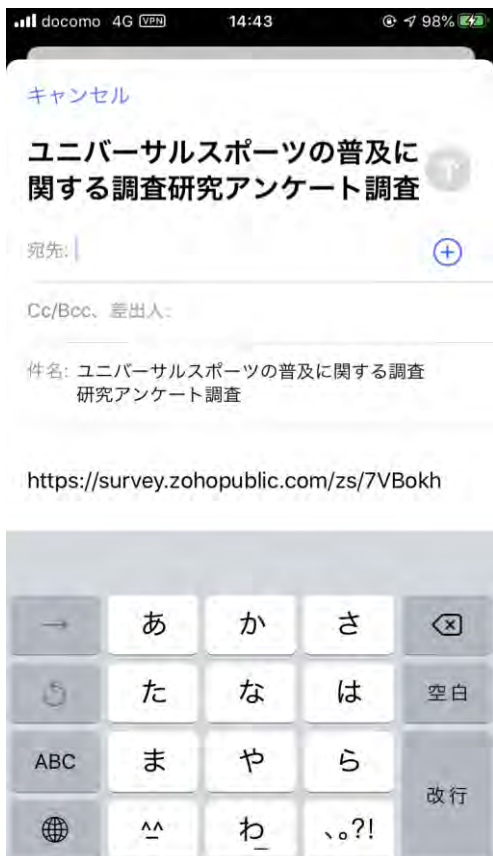 docomo 4G VPN 14:43 98%
キャンセル
ユニバーサルスポーツの普及に
関する調査研究アンケート調査
宛先:
Cc/Bcc、差出人:
件名: ユニバーサルスポーツの普及に関する調査
研究アンケート調査
https://survey.zohopublic.com/zs/7VBokh
→ あ か さ
た な は 空白
ABC ま や ら
^^ わ 、。?! 改行